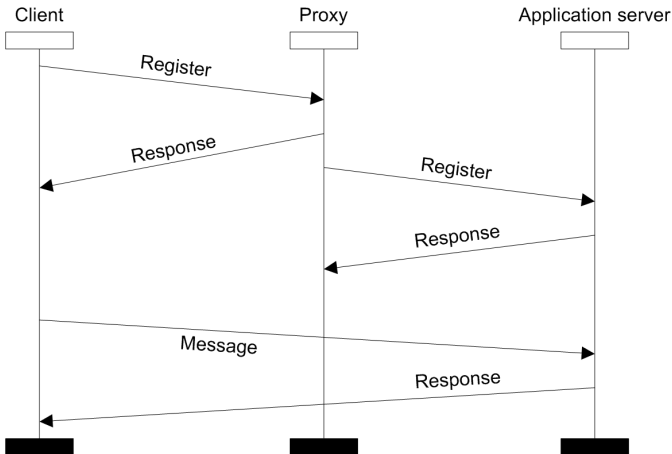 Client
Proxy
Application server
Register
Response
Register
Response
Message
Response